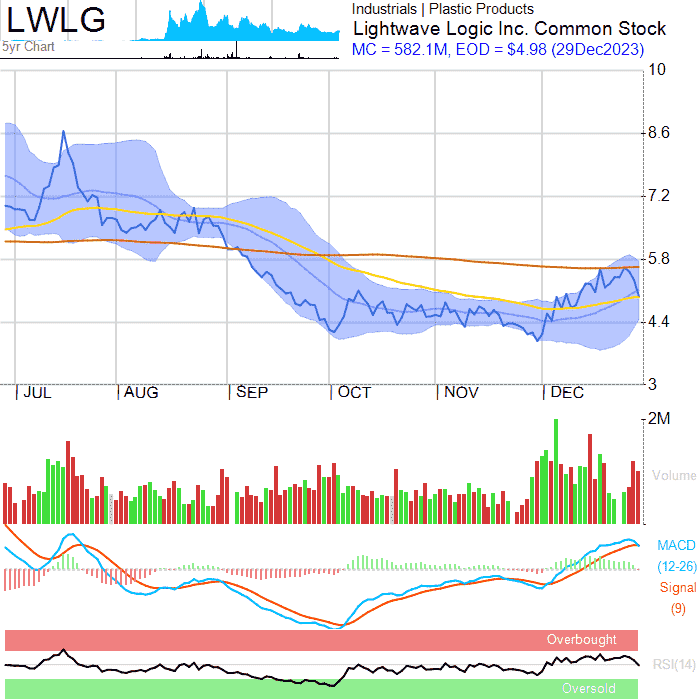 LWLG
5yr Chart
Industrials | Plastic Products
Lightwave Logic Inc. Common Stock
MC = 582.1M, EOD = $4.98 (29Dec2023)
10
8.6
7.2
5.8
4.4
3
JUL AUG SEP OCT NOV DEC
2M
Volume
MACD
(12-26)
Signal
(9)
Overbought
RSI(14)
Oversold